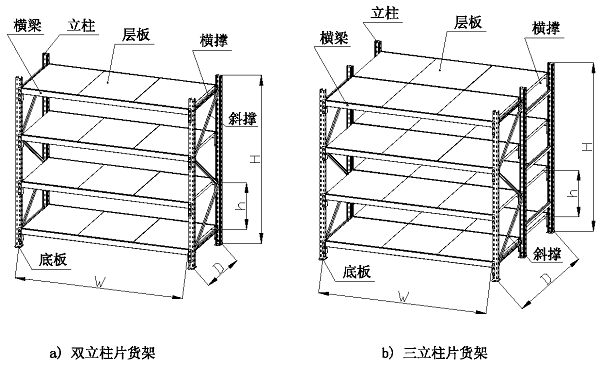 横梁 立柱 层板 横撑
斜撑
H
h
底板
W
D
a) 双立柱片货架
立柱 层板 横撑
横梁
H
h
斜撑
底板
W
D
b) 三立柱片货架